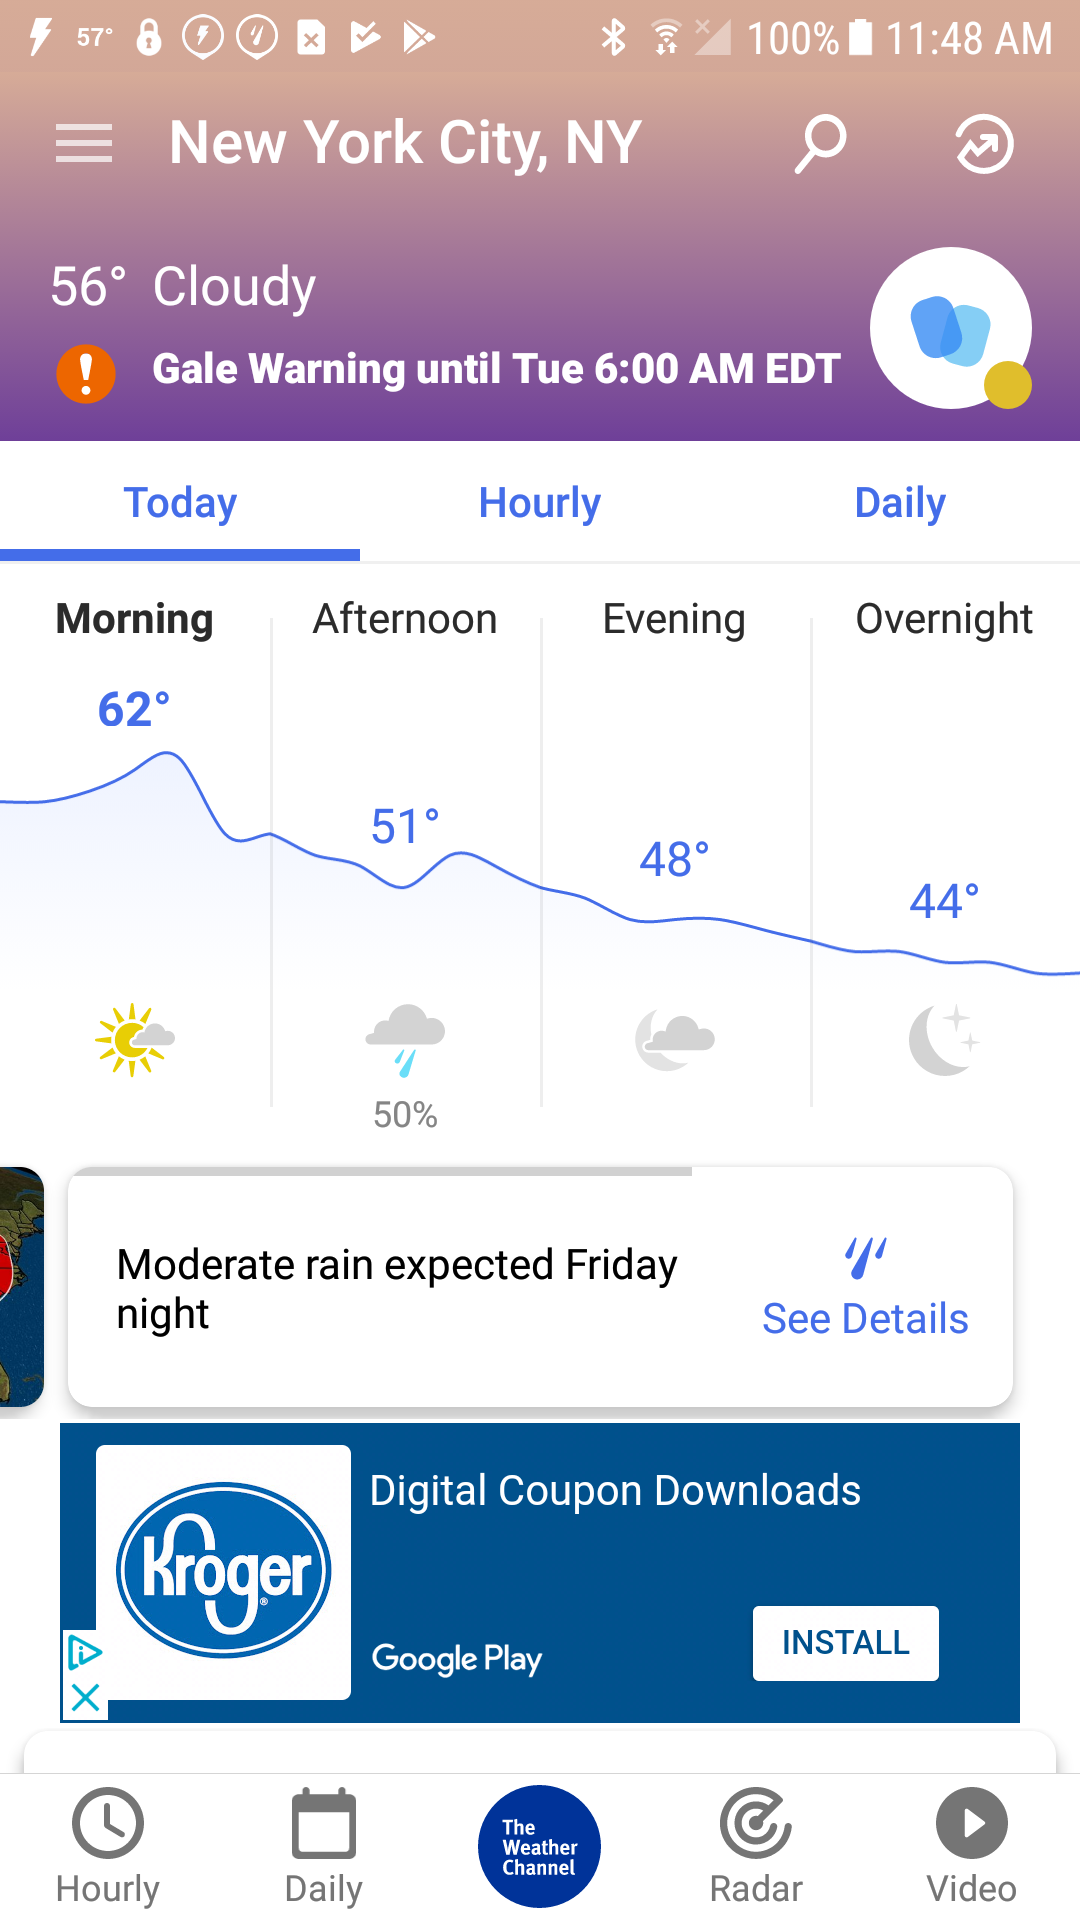 57° 100% 11:48 AM
New York City, NY
56° Cloudy
Gale Warning until Tue 6:00 AM EDT
Today Hourly Daily
Morning Afternoon Evening Overnight
62°
51°
48°
44°
50%
Moderate rain expected Friday
night
See Details
Digital Coupon Downloads
Kroger
Google Play
INSTALL
The
Weather
Channel
Hourly Daily Radar Video